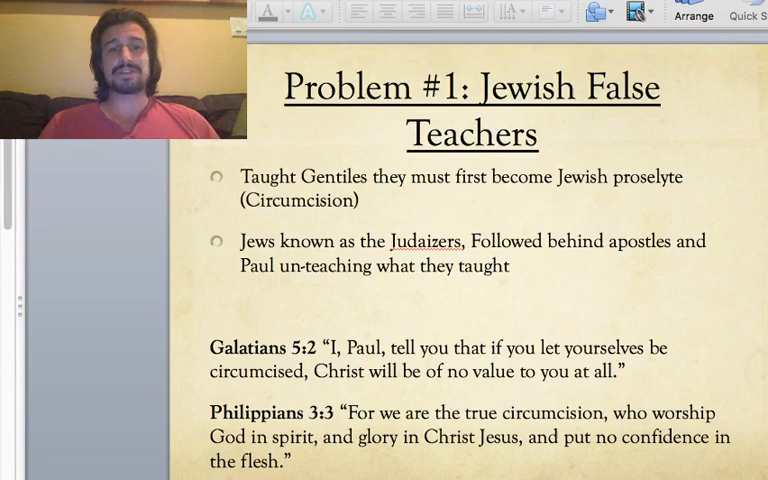 Arrange
Quick S
Problem #1: Jewish False
Teachers
Taught Gentiles they must first become Jewish proselyte
(Circumcision)
Jews known as the Judaizers, Followed behind apostles and
Paul un-teaching what they taught
Galatians 5:2 “I, Paul, tell you that if you let yourselves be
circumcised, Christ will be of no value to you at all.”
Philippians 3:3 “For we are the true circumcision, who worship
God in spirit, and glory in Christ Jesus, and put no confidence in
the flesh.”